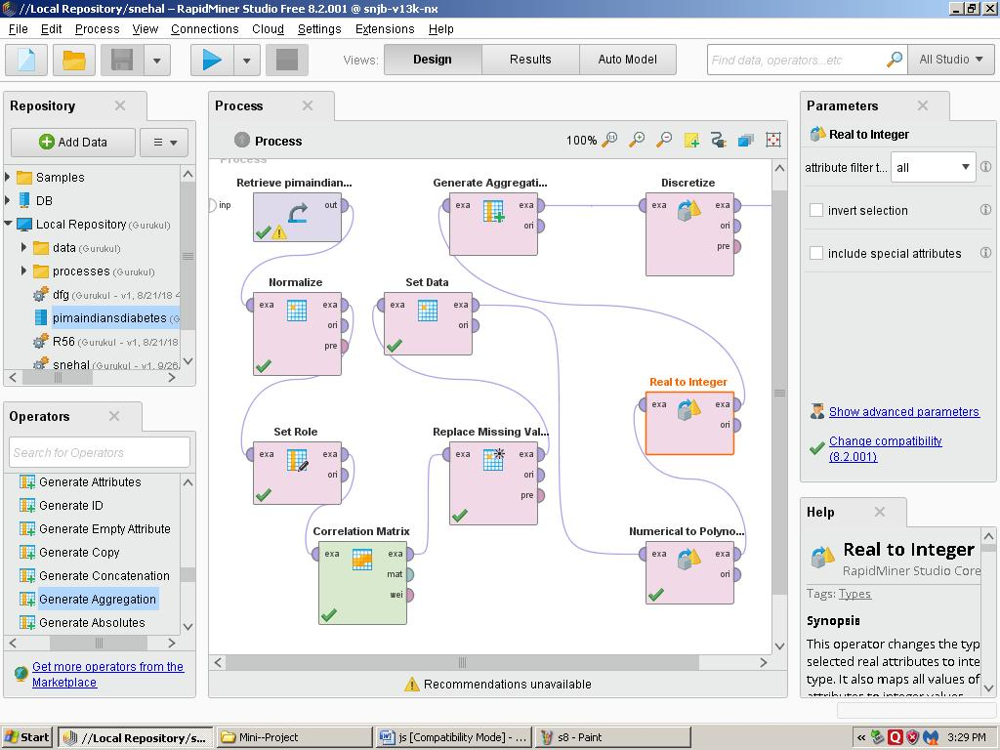 //Local Repository/snehal – RapidMiner Studio Free 8.2.001 @ snjb-v13k-nx
File Edit Process View Connections Cloud Settings Extensions Help
Views: Design Results Auto Model Find data, operators...etc All Studio
Repository
Add Data
Samples
DB
Local Repository (Gurukul)
data (Gurukul)
processes (Gurukul)
dfg (Gurukul - v1, 8/21/18 4
pimaindiansdiabetes (G
R56 (Gurukul - v1, 8/21/18
snehal (Gurukul - v1, 9/26/
Operators
Search for Operators
Generate Attributes
Generate ID
Generate Empty Attribute
Generate Copy
Generate Concatenation
Generate Aggregation
Generate Absolutes
Get more operators from the
Marketplace
Process
Process
100%
Process
inp
Retrieve pimaindian...
out
Generate Aggregati...
exa exa
ori
Discretize
exa exa
ori
pre
Normalize
exa exa
ori
pre
Set Data
exa exa
ori
Real to Integer
exa exa
ori
Set Role
exa exa
ori
Replace Missing Val...
exa exa
ori
pre
Correlation Matrix
exa exa
mat
wei
Numerical to Polyno...
exa exa
ori
Recommendations unavailable
Parameters
Real to Integer
attribute filter t... all
invert selection
include special attributes
Show advanced parameters
Change compatibility
(8.2.001)
Help
Real to Integer
RapidMiner Studio Core
Tags: Types
Synopsis
This operator changes the typ
selected real attributes to inte
type. It also maps all values of
attributes to integer values.
Start //Local Repository/s... Mini--Project js [Compatibility Mode] - ... s8 - Paint « 3:29 PM